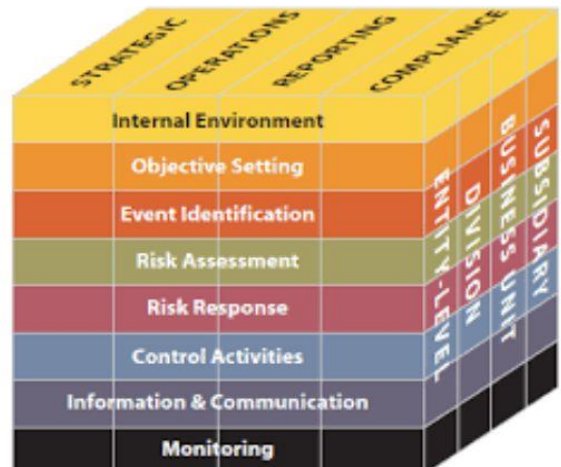 STRATEGIC
OPERATIONS
REPORTING
COMPLIANCE
Internal Environment
Objective Setting
Event Identification
Risk Assessment
Risk Response
Control Activities
Information & Communication
Monitoring
ENTITY-LEVEL
DIVISION
BUSINESS UNIT
SUBSIDIARY